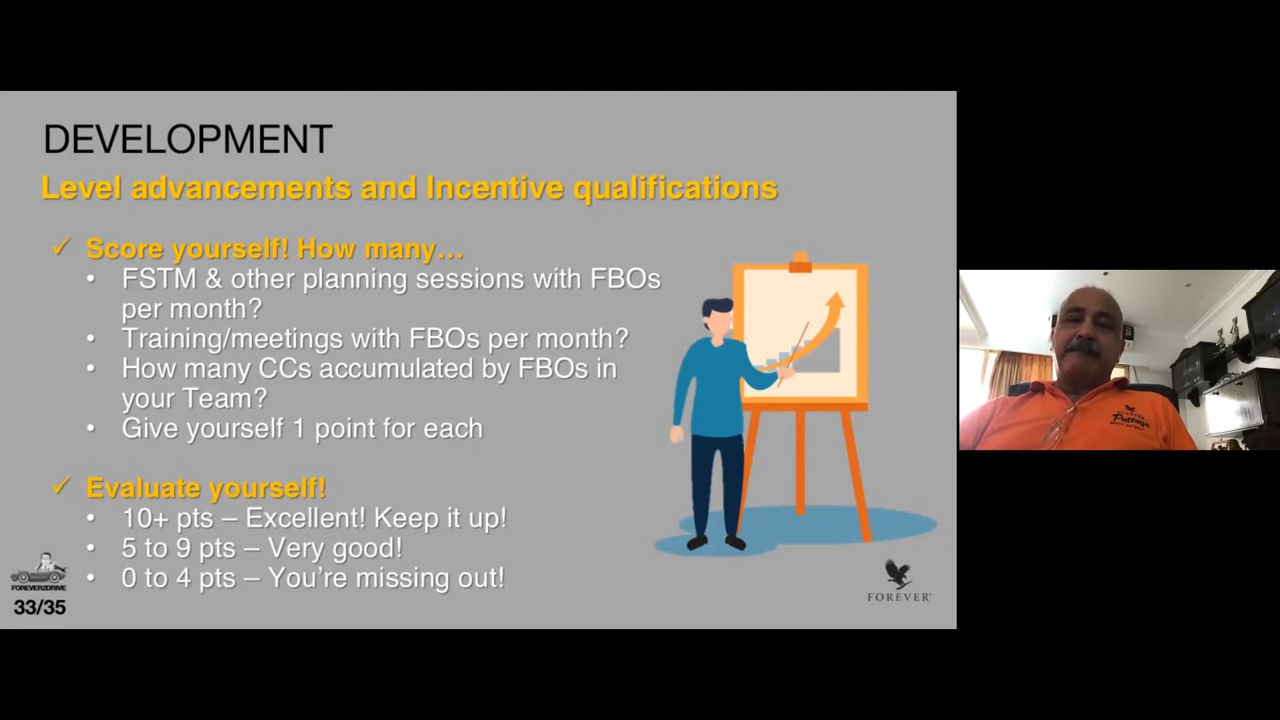 DEVELOPMENT
Level advancements and Incentive qualifications
✓ Score yourself! How many…
• FSTM & other planning sessions with FBOs
per month?
• Training/meetings with FBOs per month?
• How many CCs accumulated by FBOs in
your Team?
• Give yourself 1 point for each
✓ Evaluate yourself!
• 10+ pts – Excellent! Keep it up!
• 5 to 9 pts – Very good!
• 0 to 4 pts – You’re missing out!
FOREVER2DRIVE
33/35
FOREVER
Pattaya